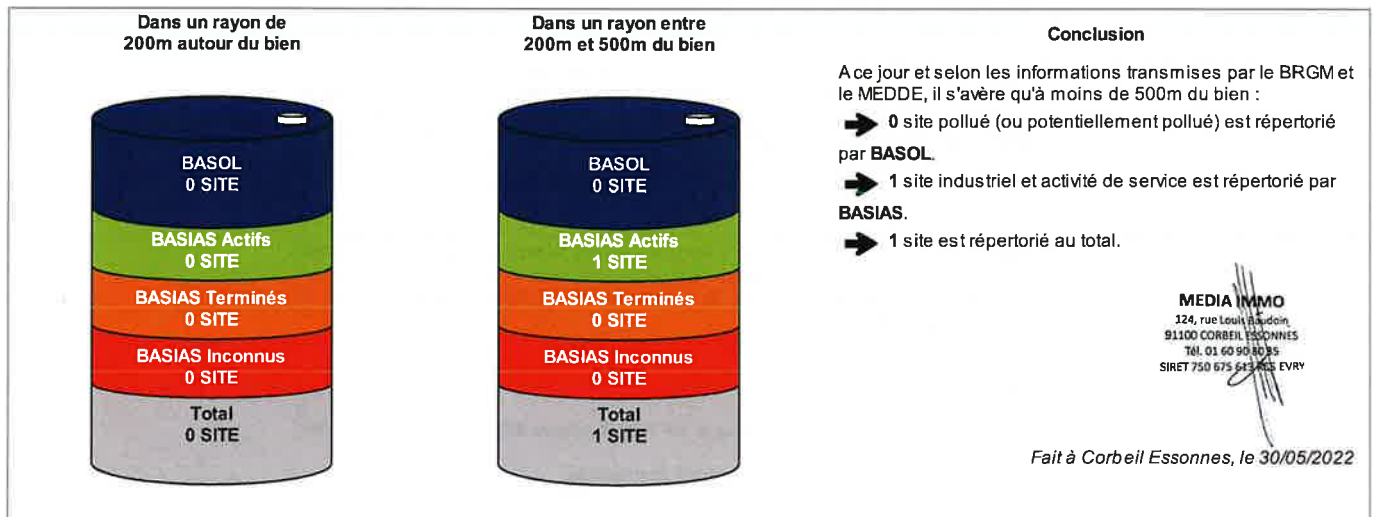 Dans un rayon de
200m autour du bien
BASOL
0 SITE
BASIAS Actifs
0 SITE
BASIAS Terminés
0 SITE
BASIAS Inconnus
0 SITE
Total
0 SITE
Dans un rayon entre
200m et 500m du bien
BASOL
0 SITE
BASIAS Actifs
1 SITE
BASIAS Terminés
0 SITE
BASIAS Inconnus
0 SITE
Total
1 SITE
Conclusion
A ce jour et selon les informations transmises par le BRGM et
le MEDDE, il s'avère qu'à moins de 500m du bien :
0 site pollué (ou potentiellement pollué) est répertorié
par BASOL.
1 site industriel et activité de service est répertorié par
BASIAS.
1 site est répertorié au total.
MEDIA IMMO
124, rue Louis
91100 CORBEIL ESSONNES
Tél. 01 60 90
SIRET 750 675 613 RCS EVRY
Fait à Corbeil Essonnes, le 30/05/2022